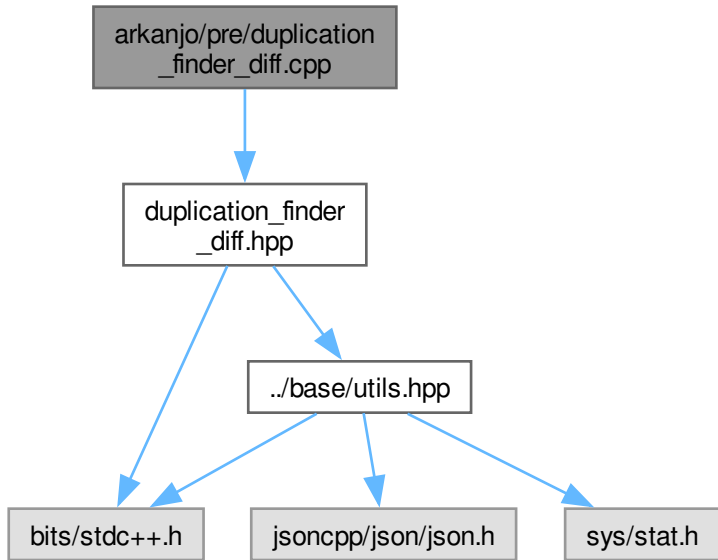 arkanjo/pre/duplication
_finder_diff.cpp
duplication_finder
_diff.hpp
../base/utils.hpp
bits/stdc++.h
jsoncpp/json/json.h
sys/stat.h